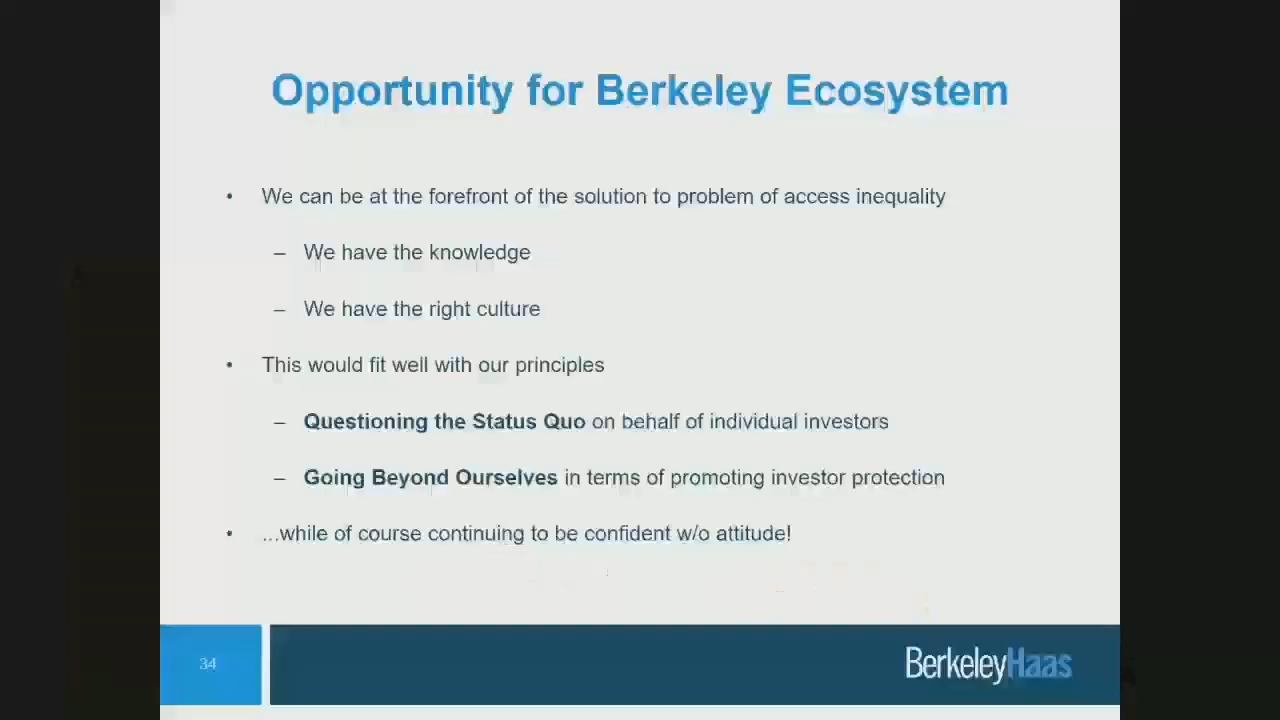 Opportunity for Berkeley Ecosystem
• We can be at the forefront of the solution to problem of access inequality
– We have the knowledge
– We have the right culture
• This would fit well with our principles
– Questioning the Status Quo on behalf of individual investors
– Going Beyond Ourselves in terms of promoting investor protection
• ...while of course continuing to be confident w/o attitude!
34
BerkeleyHaas